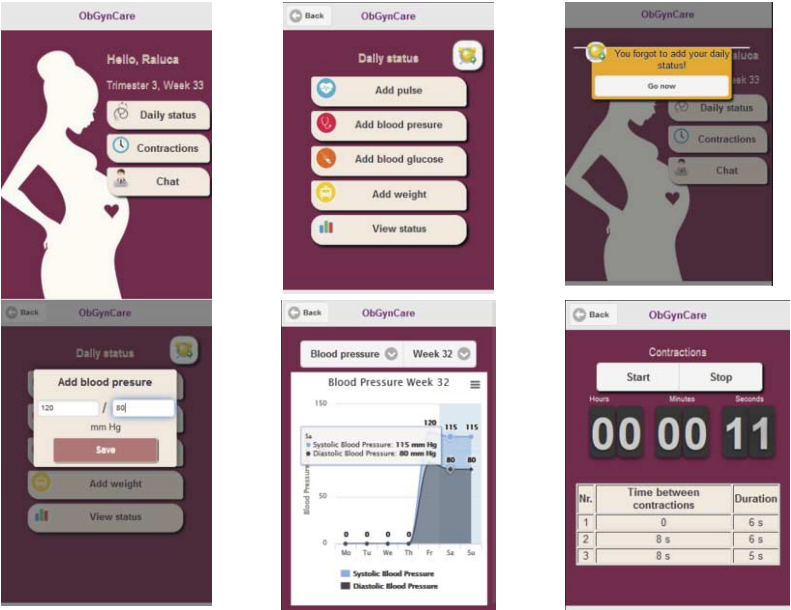 ObGynCare
Hello, Raluca
Trimester 3, Week 33
Daily status
Contractions
Chat
Back
ObGynCare
Daily status
Add pulse
Add blood presure
Add blood glucose
Add weight
View status
ObGynCare
You forgot to add your daily
status!
Go now
aluca
ek 33
Daily status
Contractions
Chat
Back
ObGynCare
Daily status
Add blood presure
120 / 80
mm Hg
Save
Add weight
View status
Back
ObGynCare
Blood pressure
Week 32
Blood Pressure Week 32
150
120 115 115
Sa
Systolic Blood Pressure: 115 mm Hg
Diastolic Blood Pressure: 80 mm Hg
80 80
Blood Pressure
50
0 0 0 0
0
Mo Tu We Th Fr Sa Su
Systolic Blood Pressure
Diastolic Blood Pressure
Back
ObGynCare
Contractions
Start Stop
Hours Minutes Seconds
00 00 11
Nr. Time between contractions Duration
1 0 6 s
2 8 s 6 s
3 8 s 5 s